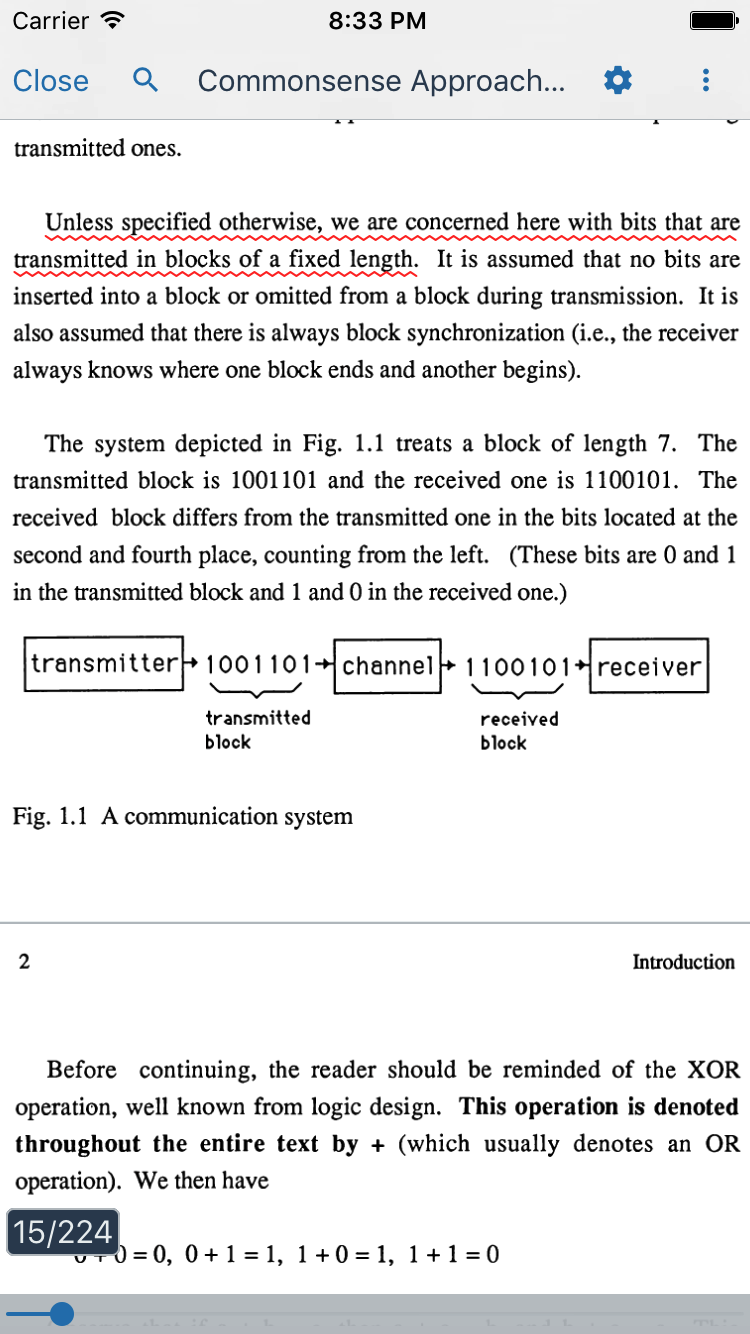 Carrier 8:33 PM
Close Commonsense Approach...
transmitted ones.
Unless specified otherwise, we are concerned here with bits that are
transmitted in blocks of a fixed length. It is assumed that no bits are
inserted into a block or omitted from a block during transmission. It is
also assumed that there is always block synchronization (i.e., the receiver
always knows where one block ends and another begins).
The system depicted in Fig. 1.1 treats a block of length 7. The
transmitted block is 1001101 and the received one is 1100101. The
received block differs from the transmitted one in the bits located at the
second and fourth place, counting from the left. (These bits are 0 and 1
in the transmitted block and 1 and 0 in the received one.)
transmitter 1001101 channel 1100101 receiver
transmitted received
block block
Fig. 1.1 A communication system
2 Introduction
Before continuing, the reader should be reminded of the XOR
operation, well known from logic design. This operation is denoted
throughout the entire text by + (which usually denotes an OR
operation). We then have
15/224
0 = 0, 0 + 1 = 1, 1 + 0 = 1, 1 + 1 = 0